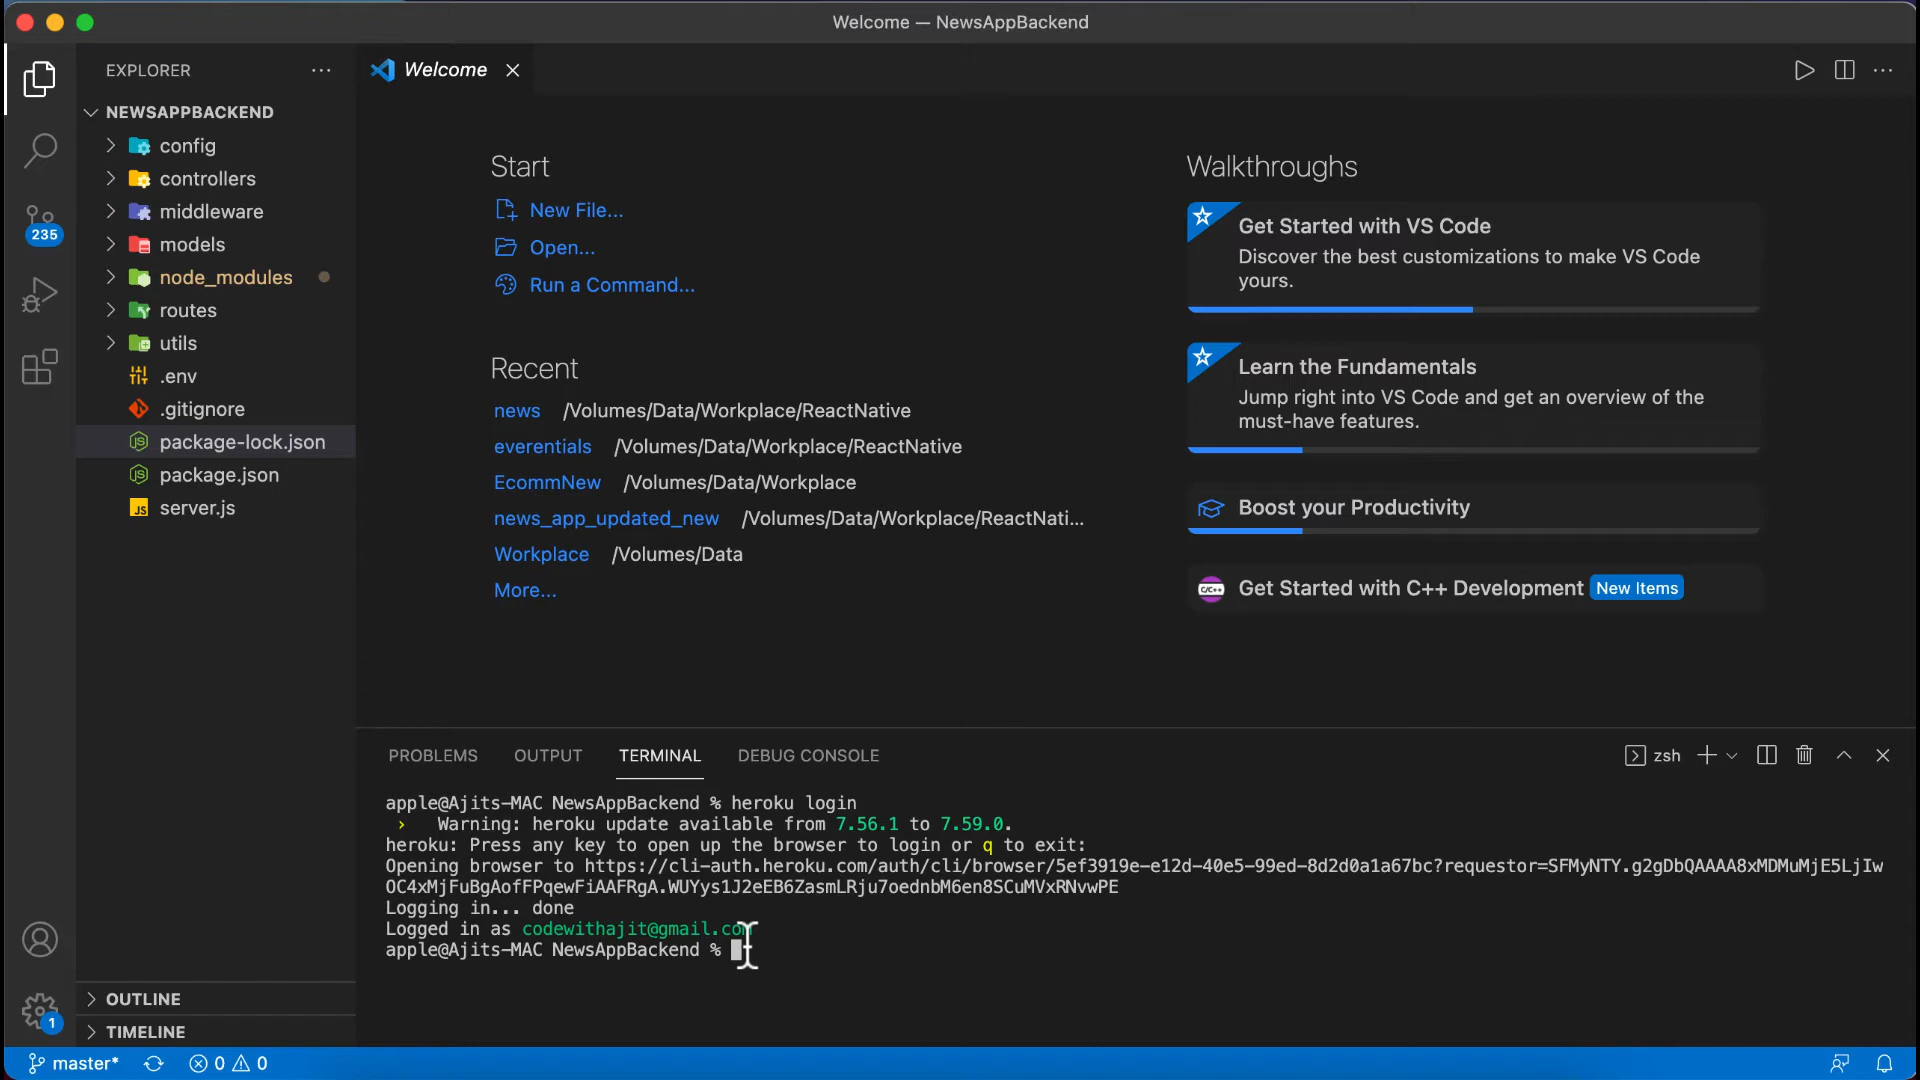 Welcome — NewsAppBackend
EXPLORER
Welcome
NEWSAPPBACKEND
config
controllers
middleware
models
node_modules
routes
utils
.env
.gitignore
package-lock.json
package.json
server.js
235
Start
New File...
Open...
Run a Command...
Recent
news /Volumes/Data/Workplace/ReactNative
everentials /Volumes/Data/Workplace/ReactNative
EcommNew /Volumes/Data/Workplace
news_app_updated_new /Volumes/Data/Workplace/ReactNati...
Workplace /Volumes/Data
More...
Walkthroughs
Get Started with VS Code
Discover the best customizations to make VS Code
yours.
Learn the Fundamentals
Jump right into VS Code and get an overview of the
must-have features.
Boost your Productivity
Get Started with C++ Development New Items
PROBLEMS OUTPUT TERMINAL DEBUG CONSOLE
zsh
apple@Ajits-MAC NewsAppBackend % heroku login
› Warning: heroku update available from 7.56.1 to 7.59.0.
heroku: Press any key to open up the browser to login or q to exit:
Opening browser to https://cli-auth.heroku.com/auth/cli/browser/5ef3919e-e12d-40e5-99ed-8d2d0a1a67bc?requestor=SFMyNTY.g2gDbQAAAA8xMDMuMjE5LjIw
OC4xMjFuBgAofFPqewFiAAFRgA.WUYys1J2eEB6ZasmLRju7oednbM6en8SCuMVxRNvwPE
Logging in... done
Logged in as codewithajit@gmail.com
apple@Ajits-MAC NewsAppBackend %
OUTLINE
TIMELINE
1
master* 0 0